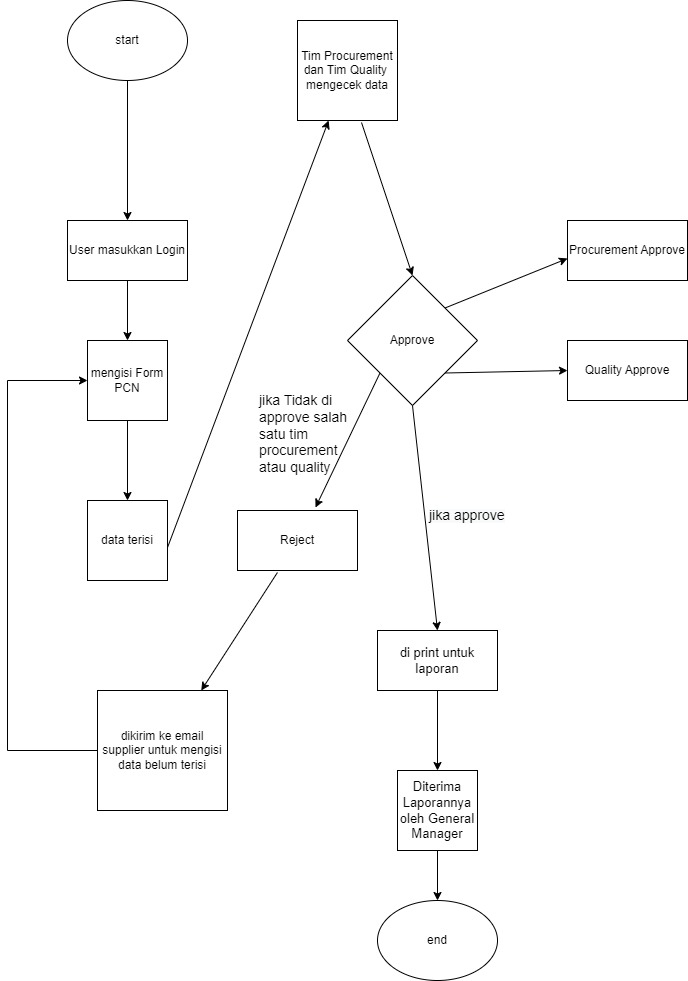 start
User masukkan Login
mengisi Form
PCN
data terisi
Tim Procurement
dan Tim Quality
mengecek data
Approve
Procurement Approve
Quality Approve
jika Tidak di
approve salah
satu tim
procurement
atau quality
Reject
dikirim ke email
supplier untuk mengisi
data belum terisi
jika approve
di print untuk
laporan
Diterima
Laporannya
oleh General
Manager
end